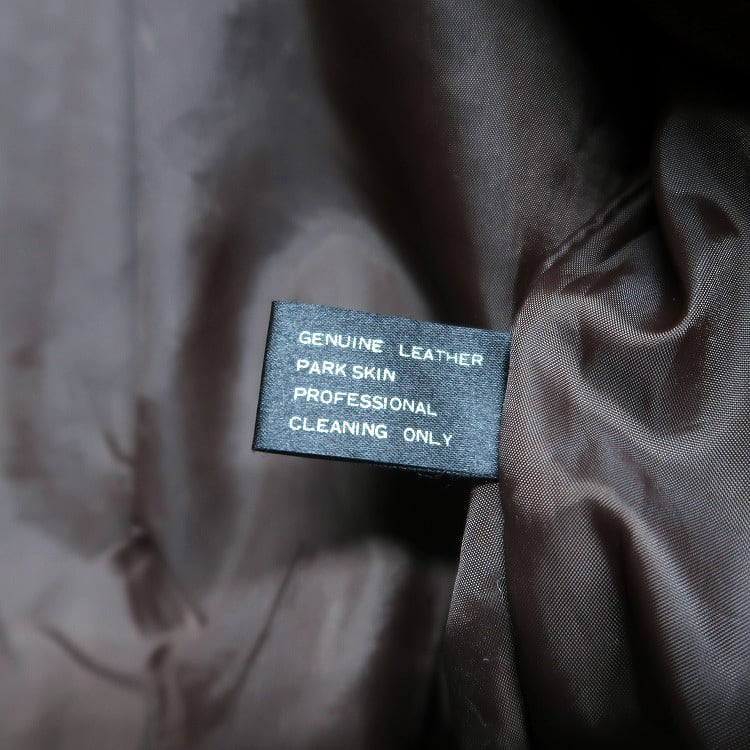 GENUINE LEATHER
PARK SKIN
PROFESSIONAL
CLEANING ONLY